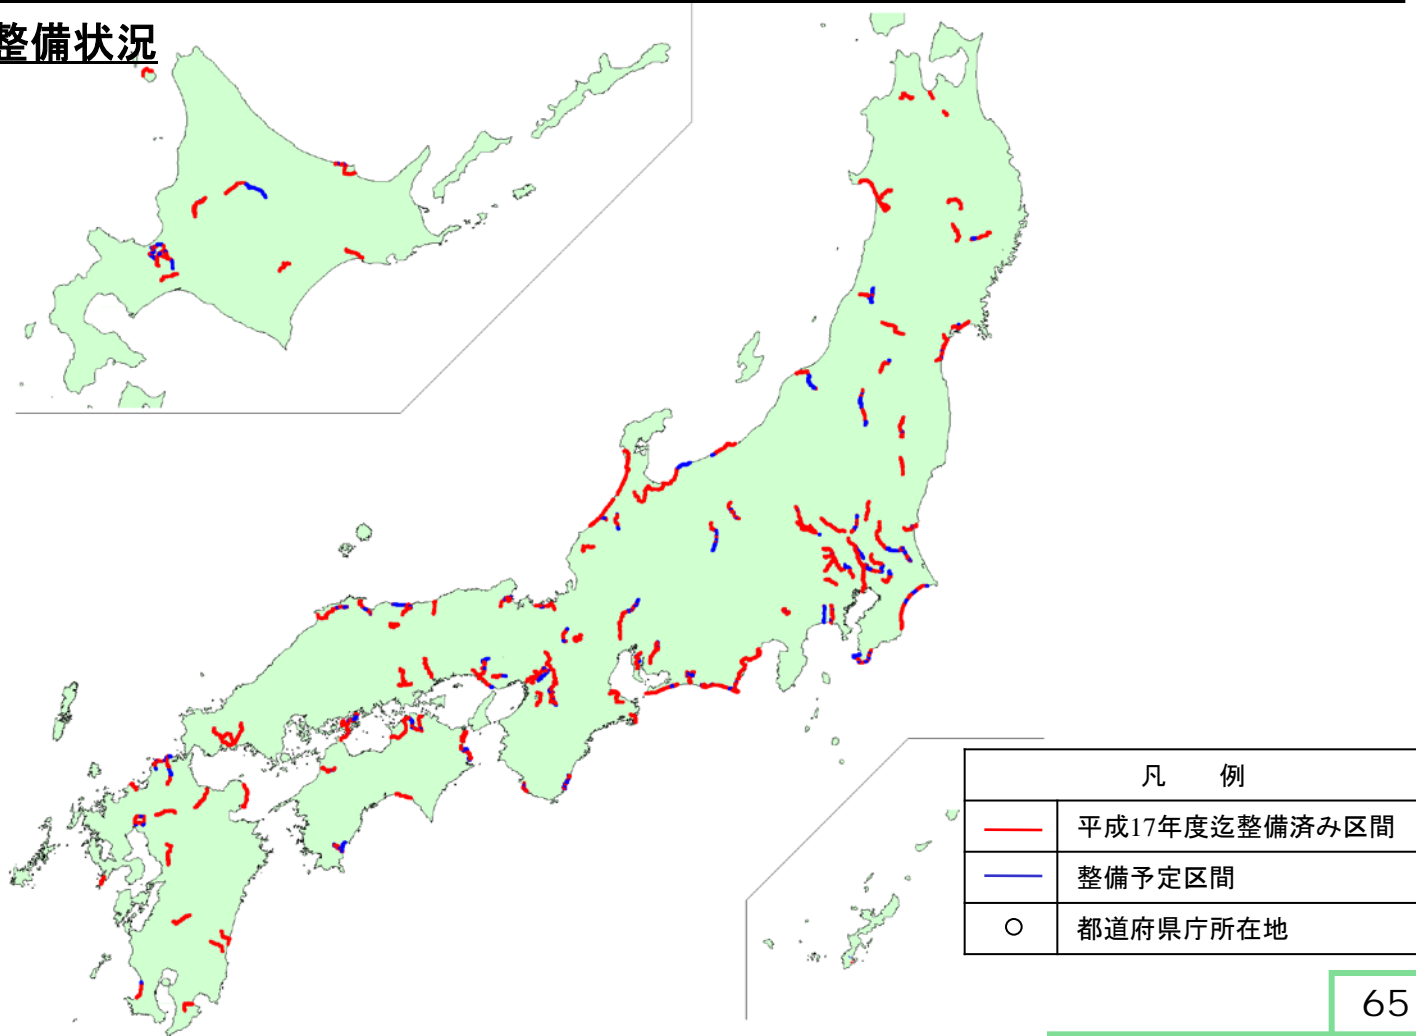 整備状況
凡 例
平成17年度迄整備済み区間
整備予定区間
都道府県庁所在地
65